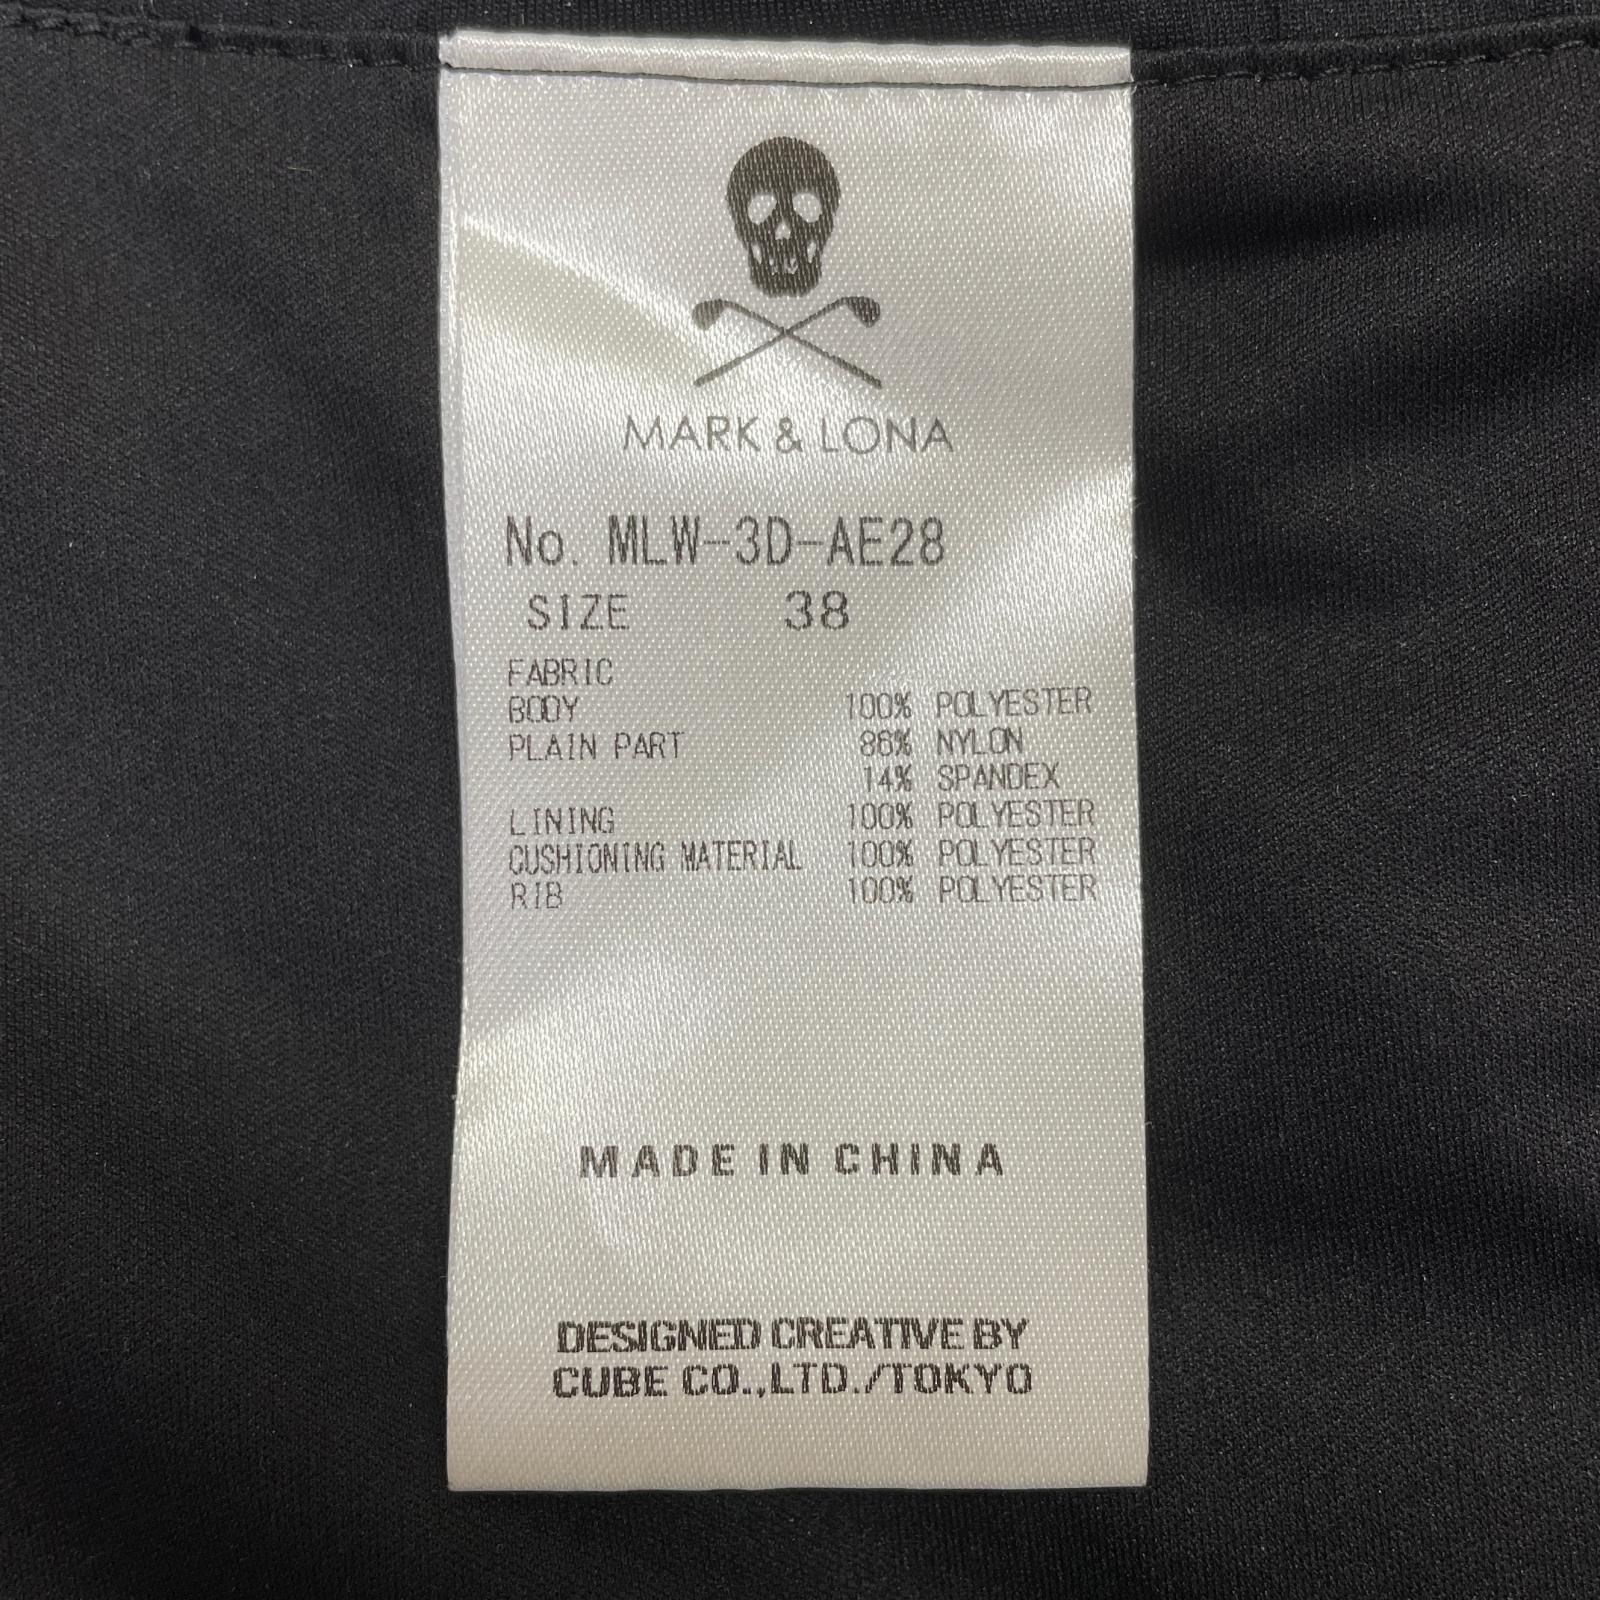 MARK & LONA
No. MLW-3D-AE28
SIZE 38
FABRIC
BODY 100% POLYESTER
PLAIN PART 86% NYLON
14% SPANDEX
LINING 100% POLYESTER
CUSHIONING MATERIAL 100% POLYESTER
RIB 100% POLYESTER
MADE IN CHINA
DESIGNED CREATIVE BY
CUBE CO.,LTD./TOKYO